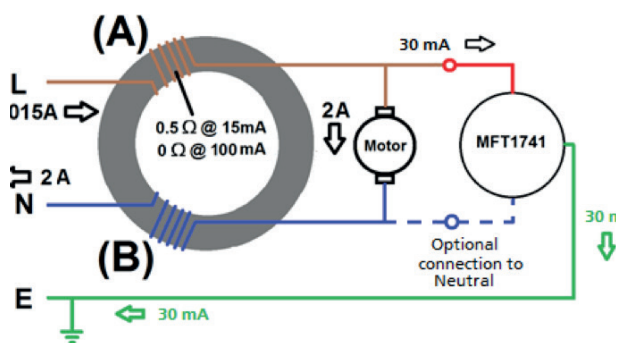 (A)
30 mA
L
015A
0.5 Ω @ 15mA
0 Ω @ 100 mA
2A
Motor
MFT1741
2 A
N
30 m
(B)
Optional
connection to
Neutral
E
30 mA